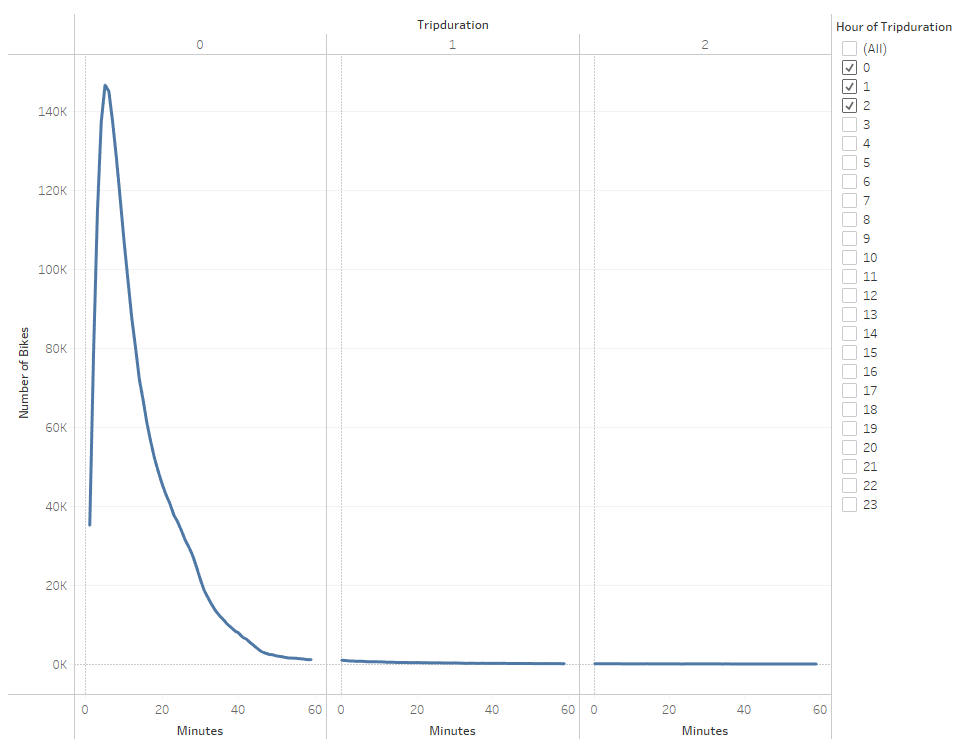 Tripduration
0 1 2
140K
120K
100K
80K
60K
40K
20K
0K
Number of Bikes
0 20 40 60 0 20 40 60 0 20 40 60
Minutes Minutes Minutes
Hour of Tripduration
(All)
0
1
2
3
4
5
6
7
8
9
10
11
12
13
14
15
16
17
18
19
20
21
22
23